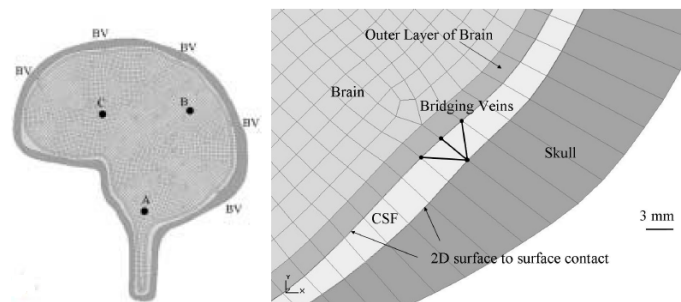 BV
BV
BV
C
B
BV
A
BV
Outer Layer of Brain
Brain
Bridging Veins
Skull
CSF
3 mm
2D surface to surface contact
Y
X